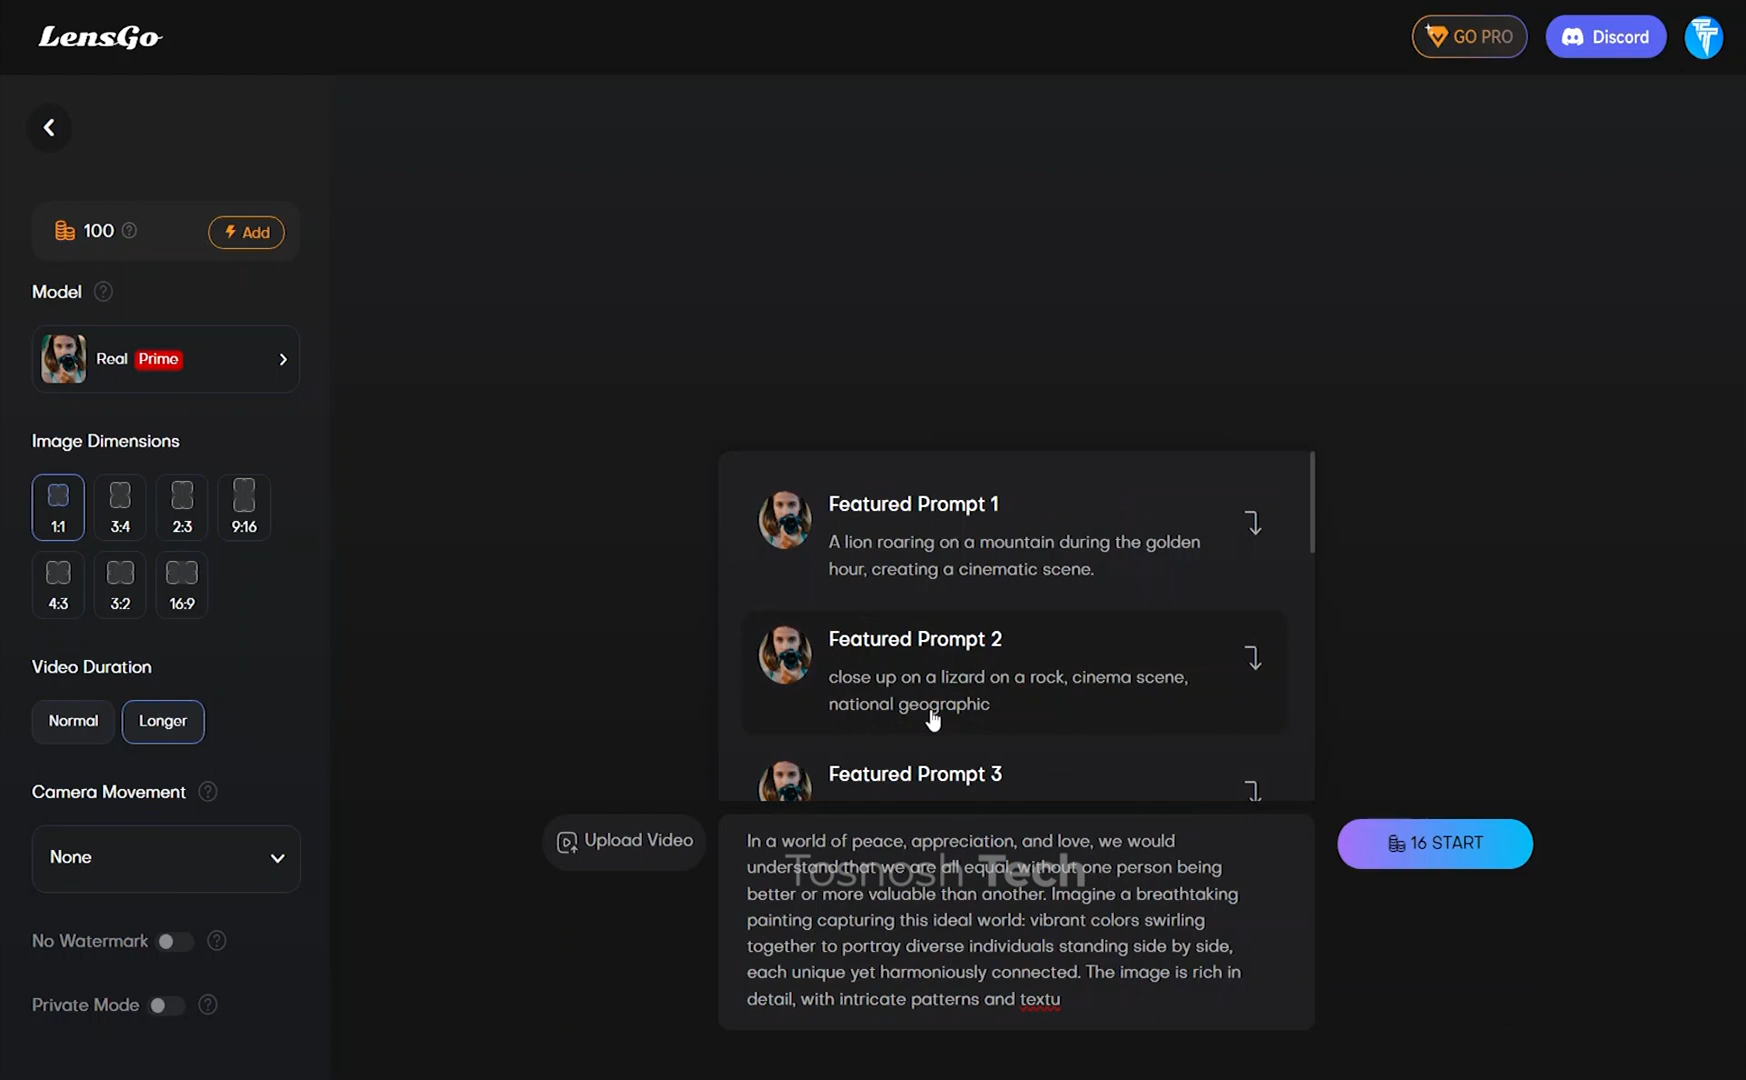 LensGo
GO PRO
Discord
100
Add
Model
Real Prime
Image Dimensions
1:1
3:4
2:3
9:16
4:3
3:2
16:9
Video Duration
Normal
Longer
Camera Movement
None
No Watermark
Private Mode
Featured Prompt 1
A lion roaring on a mountain during the golden
hour, creating a cinematic scene.
Featured Prompt 2
close up on a lizard on a rock, cinema scene,
national geographic
Featured Prompt 3
Upload Video
In a world of peace, appreciation, and love, we would
understand that we are all equal, without one person being
better or more valuable than another. Imagine a breathtaking
painting capturing this ideal world: vibrant colors swirling
together to portray diverse individuals standing side by side,
each unique yet harmoniously connected. The image is rich in
detail, with intricate patterns and textu
Tosnosh Tech
16 START